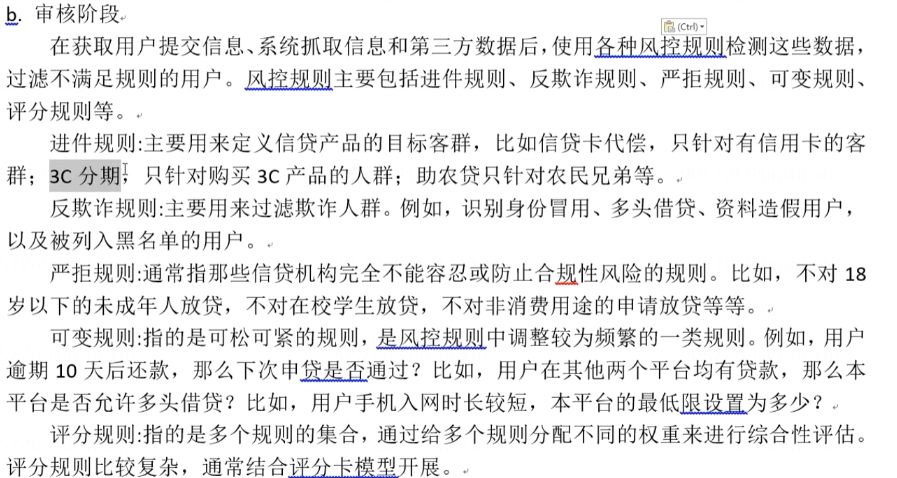 b. 审核阶段
(Ctrl)
在获取用户提交信息、系统抓取信息和第三方数据后，使用各种风控规则检测这些数据，
过滤不满足规则的用户。风控规则主要包括进件规则、反欺诈规则、严拒规则、可变规则、
评分规则等。
进件规则:主要用来定义信贷产品的目标客群，比如信贷卡代偿，只针对有信用卡的客
群；3C 分期，只针对购买 3C 产品的人群；助农贷只针对农民兄弟等。
反欺诈规则:主要用来过滤欺诈人群。例如，识别身份冒用、多头借贷、资料造假用户，
以及被列入黑名单的用户。
严拒规则:通常指那些信贷机构完全不能容忍或防止合规性风险的规则。比如，不对 18
岁以下的未成年人放贷，不对在校学生放贷，不对非消费用途的申请放贷等等。
可变规则:指的是可松可紧的规则，是风控规则中调整较为频繁的一类规则。例如，用户
逾期 10 天后还款，那么下次申贷是否通过？比如，用户在其他两个平台均有贷款，那么本
平台是否允许多头借贷？比如，用户手机入网时长较短，本平台的最低限设置为多少？
评分规则:指的是多个规则的集合，通过给多个规则分配不同的权重来进行综合性评估。
评分规则比较复杂，通常结合评分卡模型开展。